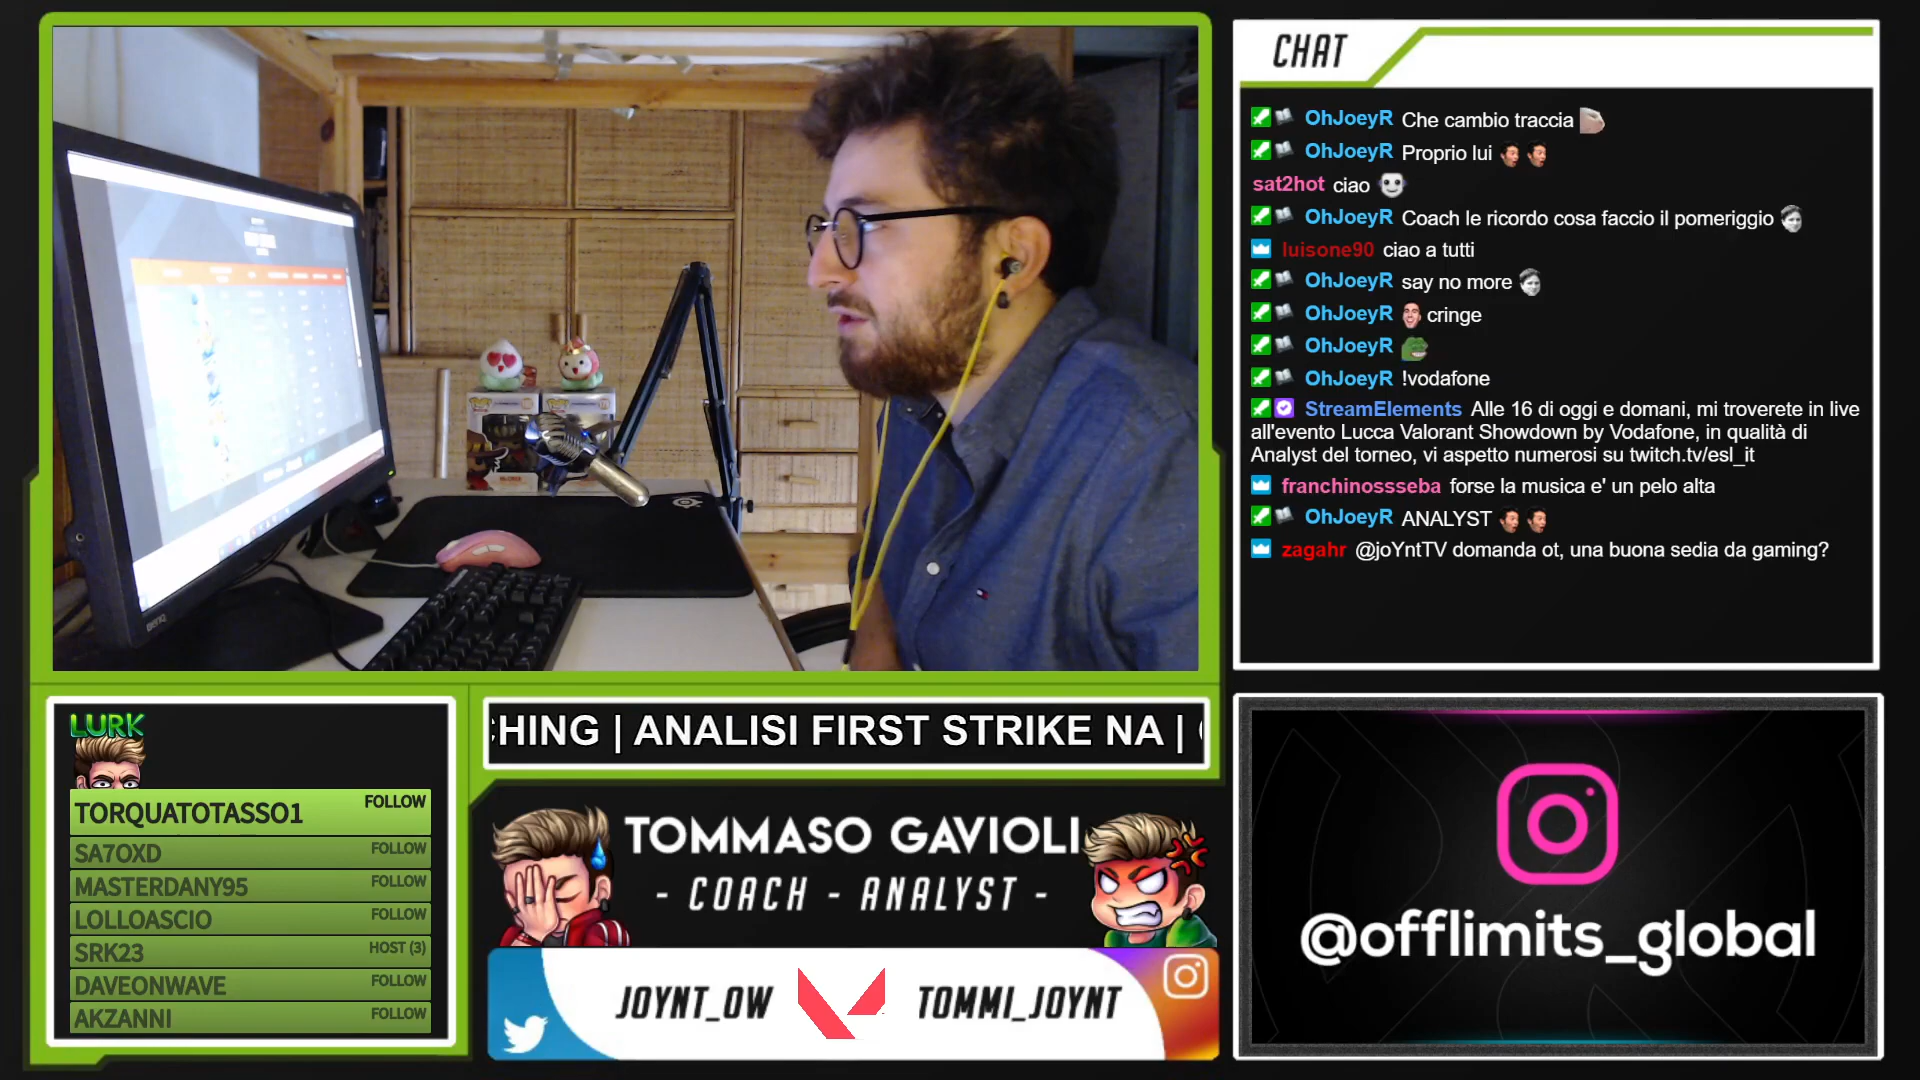 CHAT
OhJoeyR Che cambio traccia
OhJoeyR Proprio lui
sat2hot ciao
OhJoeyR Coach le ricordo cosa faccio il pomeriggio
luisone90 ciao a tutti
OhJoeyR say no more
OhJoeyR cringe
OhJoeyR
OhJoeyR !vodafone
StreamElements Alle 16 di oggi e domani, mi troverete in live
all'evento Lucca Valorant Showdown by Vodafone, in qualità di
Analyst del torneo, vi aspetto numerosi su twitch.tv/esl_it
franchinossseba forse la musica e' un pelo alta
OhJoeyR ANALYST
zagahr @joYntTV domanda ot, una buona sedia da gaming?
LURK
TORQUATOTASSO1 FOLLOW
SA7OXD FOLLOW
MASTERDANY95 FOLLOW
LOLLOASCIO FOLLOW
SRK23 HOST (3)
DAVEONWAVE FOLLOW
AKZANNI FOLLOW
CHING | ANALISI FIRST STRIKE NA |
TOMMASO GAVIOLI
- COACH - ANALYST -
JOYNT_OW TOMMI_JOYNT
@offlimits_global